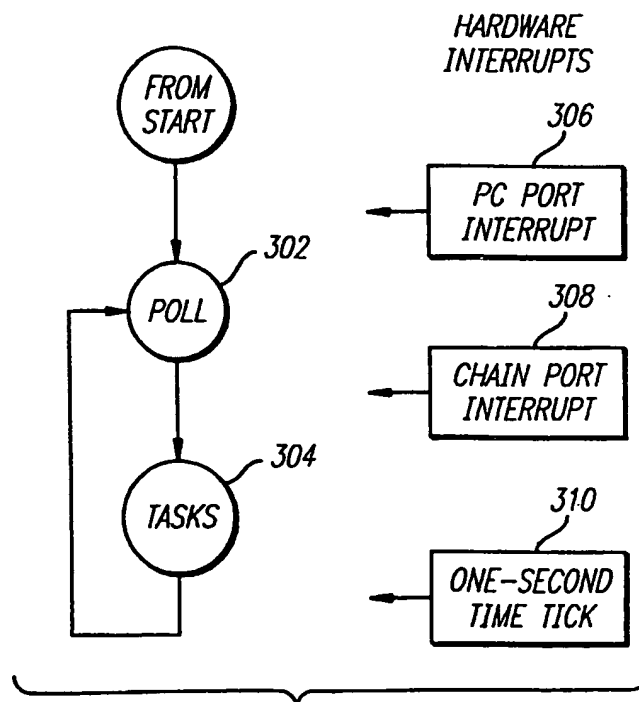 HARDWARE
INTERRUPTS
FROM
START
306
PC PORT
INTERRUPT
302
POLL
308
CHAIN PORT
INTERRUPT
304
TASKS
310
ONE-SECOND
TIME TICK